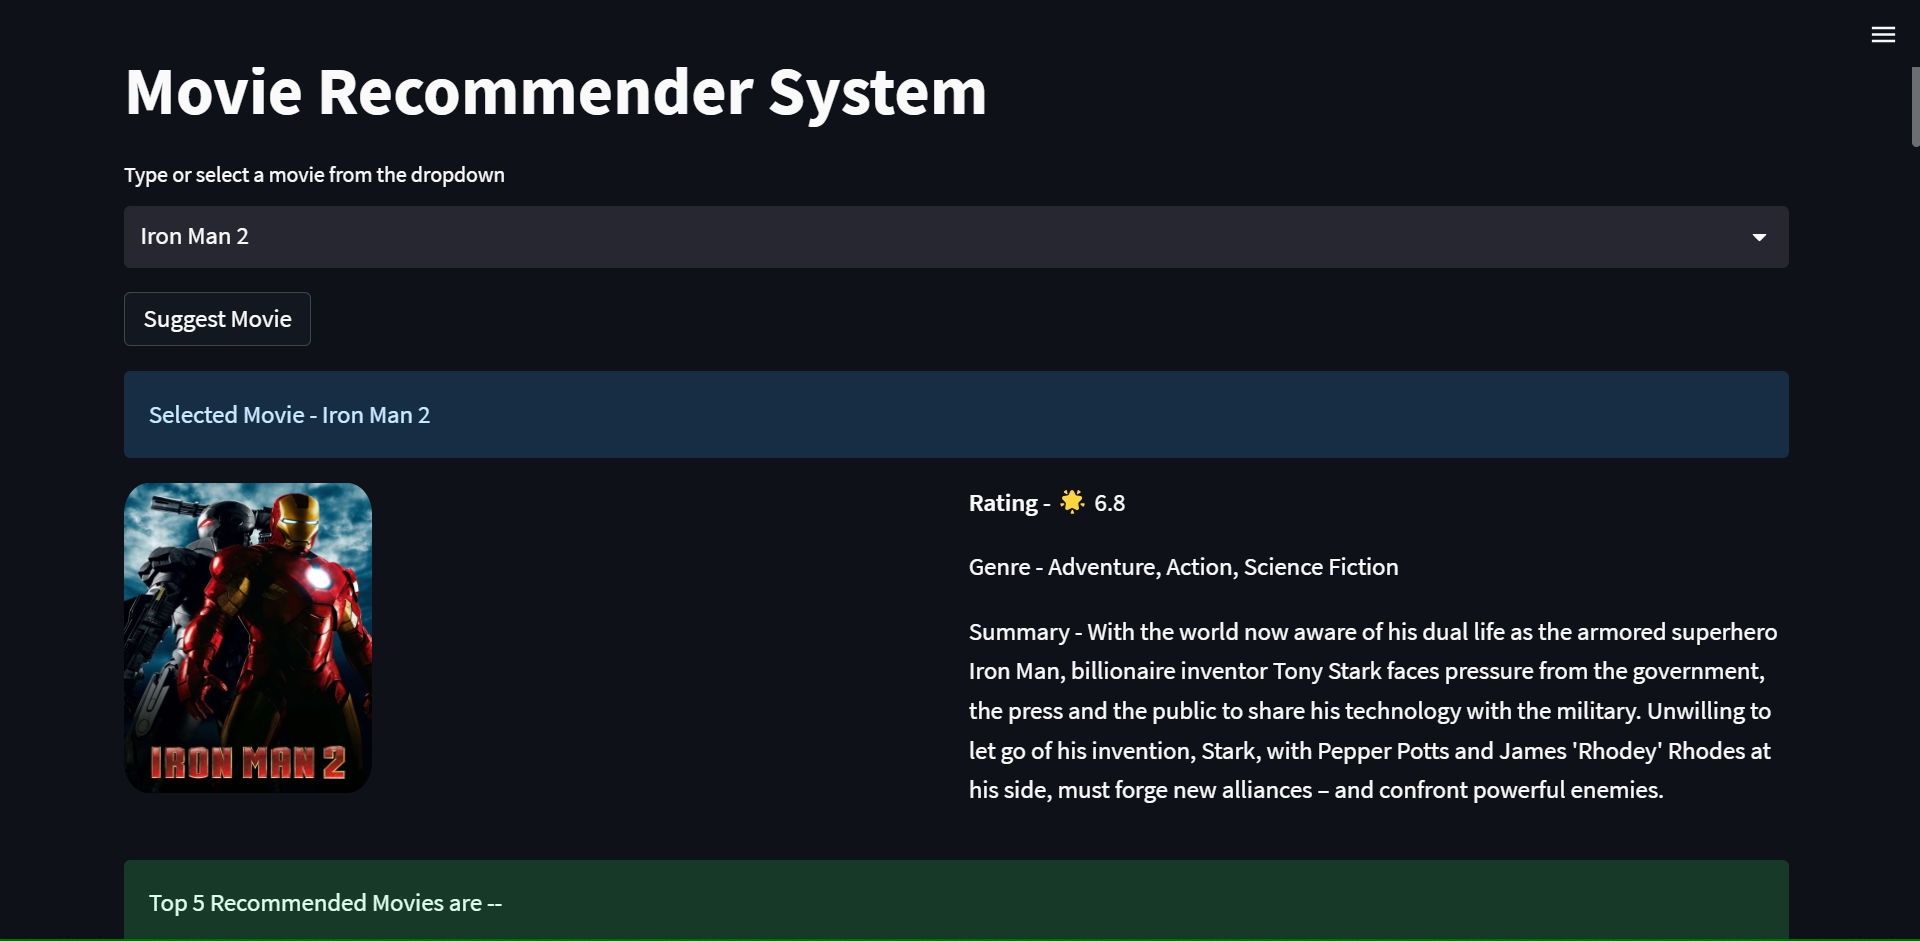 Movie Recommender System
Type or select a movie from the dropdown
Iron Man 2
Suggest Movie
Selected Movie - Iron Man 2
IRON MAN 2
Rating - 🌟 6.8
Genre - Adventure, Action, Science Fiction
Summary - With the world now aware of his dual life as the armored superhero
Iron Man, billionaire inventor Tony Stark faces pressure from the government,
the press and the public to share his technology with the military. Unwilling to
let go of his invention, Stark, with Pepper Potts and James 'Rhodey' Rhodes at
his side, must forge new alliances – and confront powerful enemies.
Top 5 Recommended Movies are --